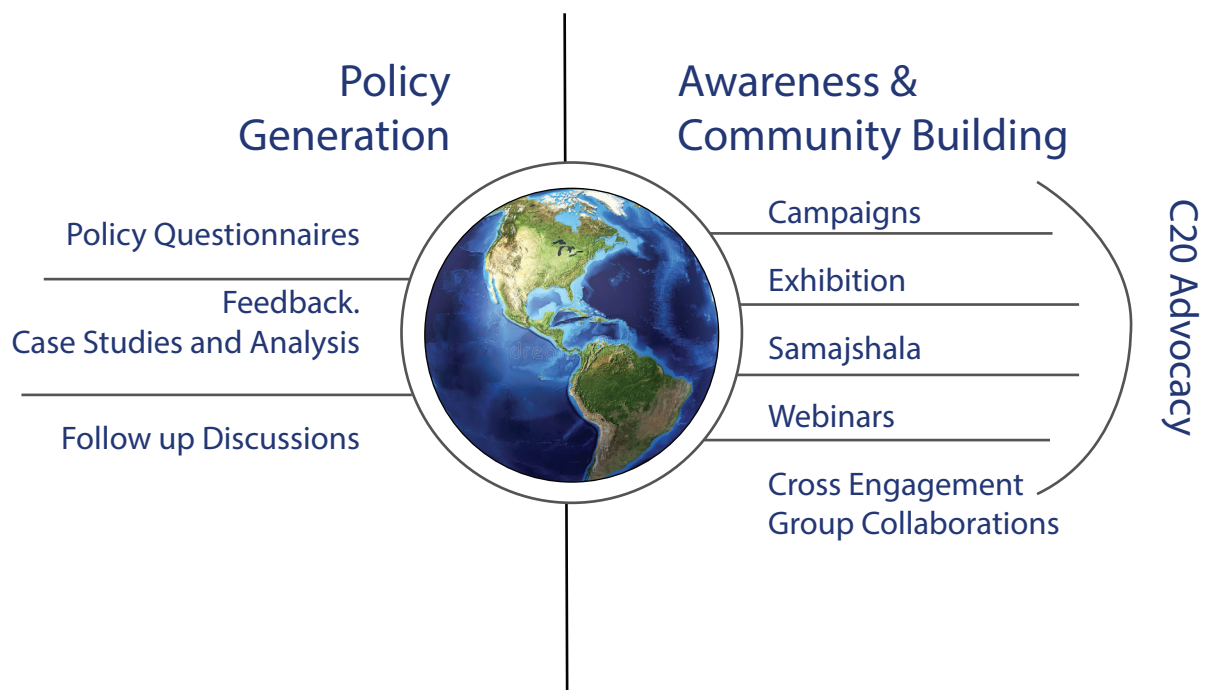 Policy
Generation
Policy Questionnaires
Feedback.
Case Studies and Analysis
Follow up Discussions
Awareness &
Community Building
Campaigns
Exhibition
Samajshala
Webinars
Cross Engagement
Group Collaborations
C20 Advocacy